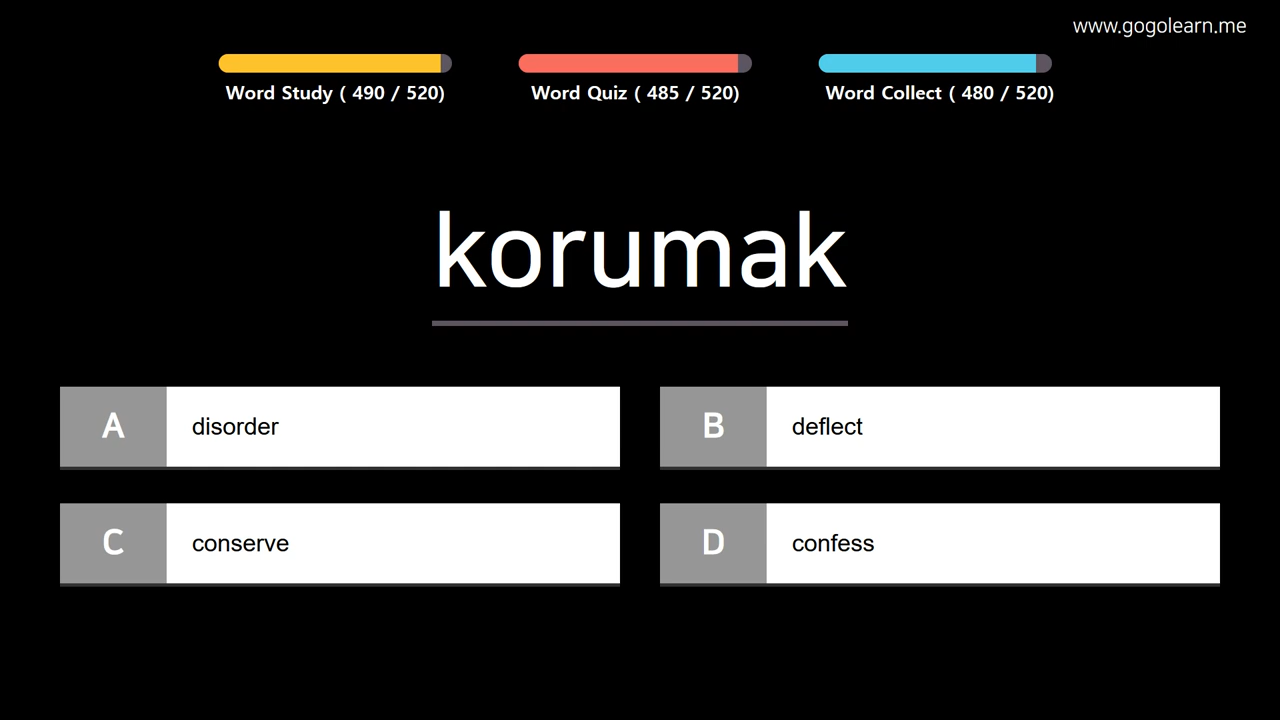 www.gogolearn.me
Word Study ( 490 / 520)
Word Quiz ( 485 / 520)
Word Collect ( 480 / 520)
korumak
A disorder
B deflect
C conserve
D confess